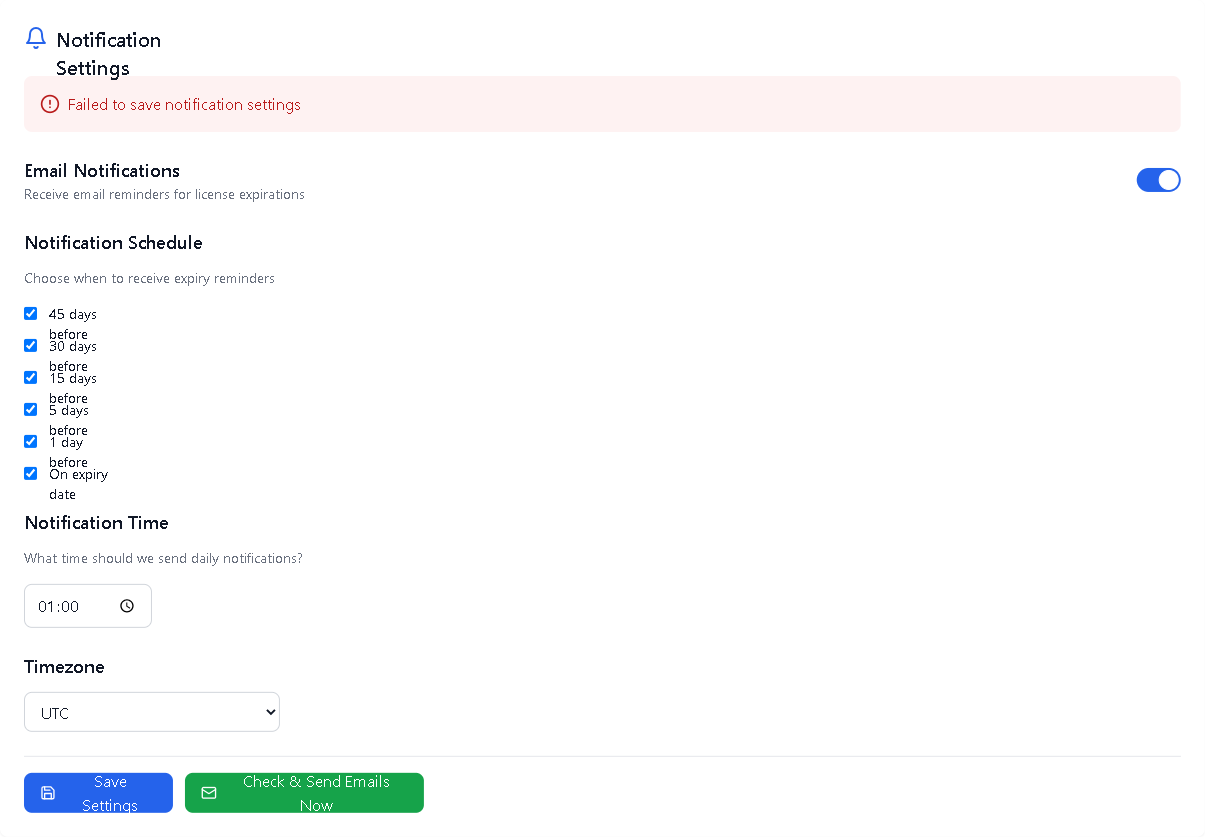 Notification
Settings
Failed to save notification settings
Email Notifications
Receive email reminders for license expirations
Notification Schedule
Choose when to receive expiry reminders
45 days
before
30 days
before
15 days
before
5 days
before
1 day
before
On expiry
date
Notification Time
What time should we send daily notifications?
01:00
Timezone
UTC
Save
Settings
Check & Send Emails
Now